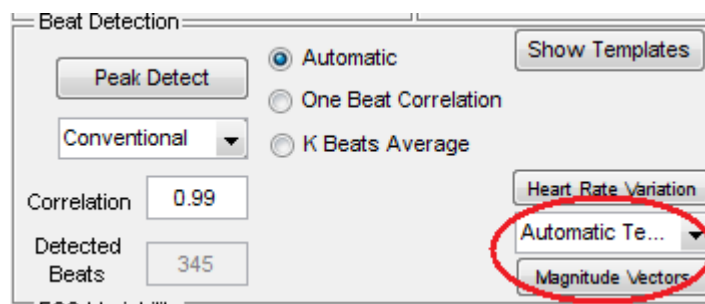 Beat Detection
Peak Detect
Automatic
Show Templates
One Beat Correlation
Conventional
K Beats Average
Correlation
0.99
Heart Rate Variation
Automatic Te...
Detected
Beats
345
Magnitude Vectors